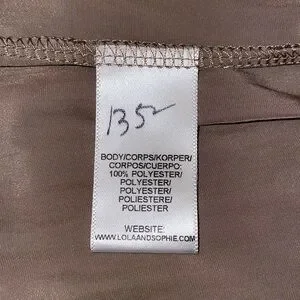 135
BODY/CORPS/KORPER/
CORPOS/CUERPO:
100% POLYESTER/
POLYESTER/
POLYESTER/
POLIESTERE/
POLIESTER
WEBSITE:
WWW.LOLAANDSOPHIE.COM